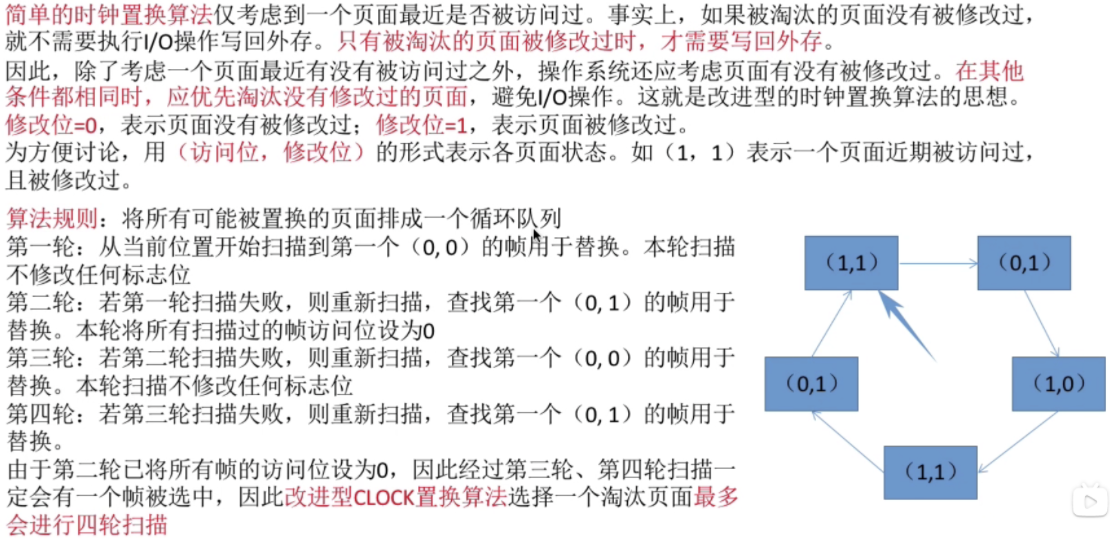 简单的时钟置换算法仅考虑到一个页面最近是否被访问过。事实上，如果被淘汰的页面没有被修改过，
就不需要执行I/O操作写回外存。只有被淘汰的页面被修改过时，才需要写回外存。
因此，除了考虑一个页面最近有没有被访问过之外，操作系统还应考虑页面有没有被修改过。在其他
条件都相同时，应优先淘汰没有修改过的页面，避免I/O操作。这就是改进型的时钟置换算法的思想。
修改位=0，表示页面没有被修改过；修改位=1，表示页面被修改过。
为方便讨论，用（访问位，修改位）的形式表示各页面状态。如（1，1）表示一个页面近期被访问过，
且被修改过。
算法规则：将所有可能被置换的页面排成一个循环队列
第一轮：从当前位置开始扫描到第一个（0, 0）的帧用于替换。本轮扫描
不修改任何标志位
第二轮：若第一轮扫描失败，则重新扫描，查找第一个（0, 1）的帧用于
替换。本轮将所有扫描过的帧访问位设为0
第三轮：若第二轮扫描失败，则重新扫描，查找第一个（0, 0）的帧用于
替换。本轮扫描不修改任何标志位
第四轮：若第三轮扫描失败，则重新扫描，查找第一个（0, 1）的帧用于
替换。
由于第二轮已将所有帧的访问位设为0，因此经过第三轮、第四轮扫描一
定会有一个帧被选中，因此改进型CLOCK置换算法选择一个淘汰页面最多
会进行四轮扫描
（1,1）
（0,1）
（1,0）
（1,1）
（0,1）